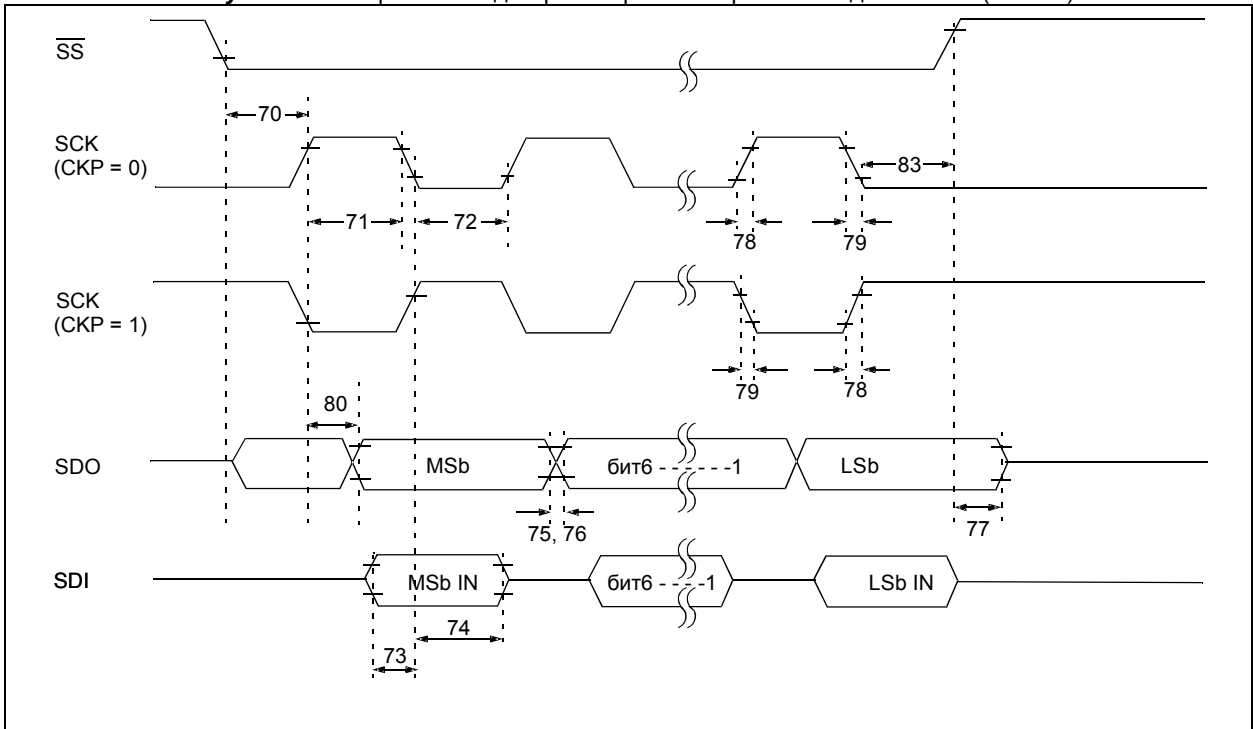 SS
70
SCK
(CKP = 0)
83
71
72
78
79
SCK
(CKP = 1)
79
78
80
SDO
MSb
бит6 - - - - - - -1
LSb
75, 76
77
SDI
MSb IN
бит6 - - - - -1
LSb IN
74
73